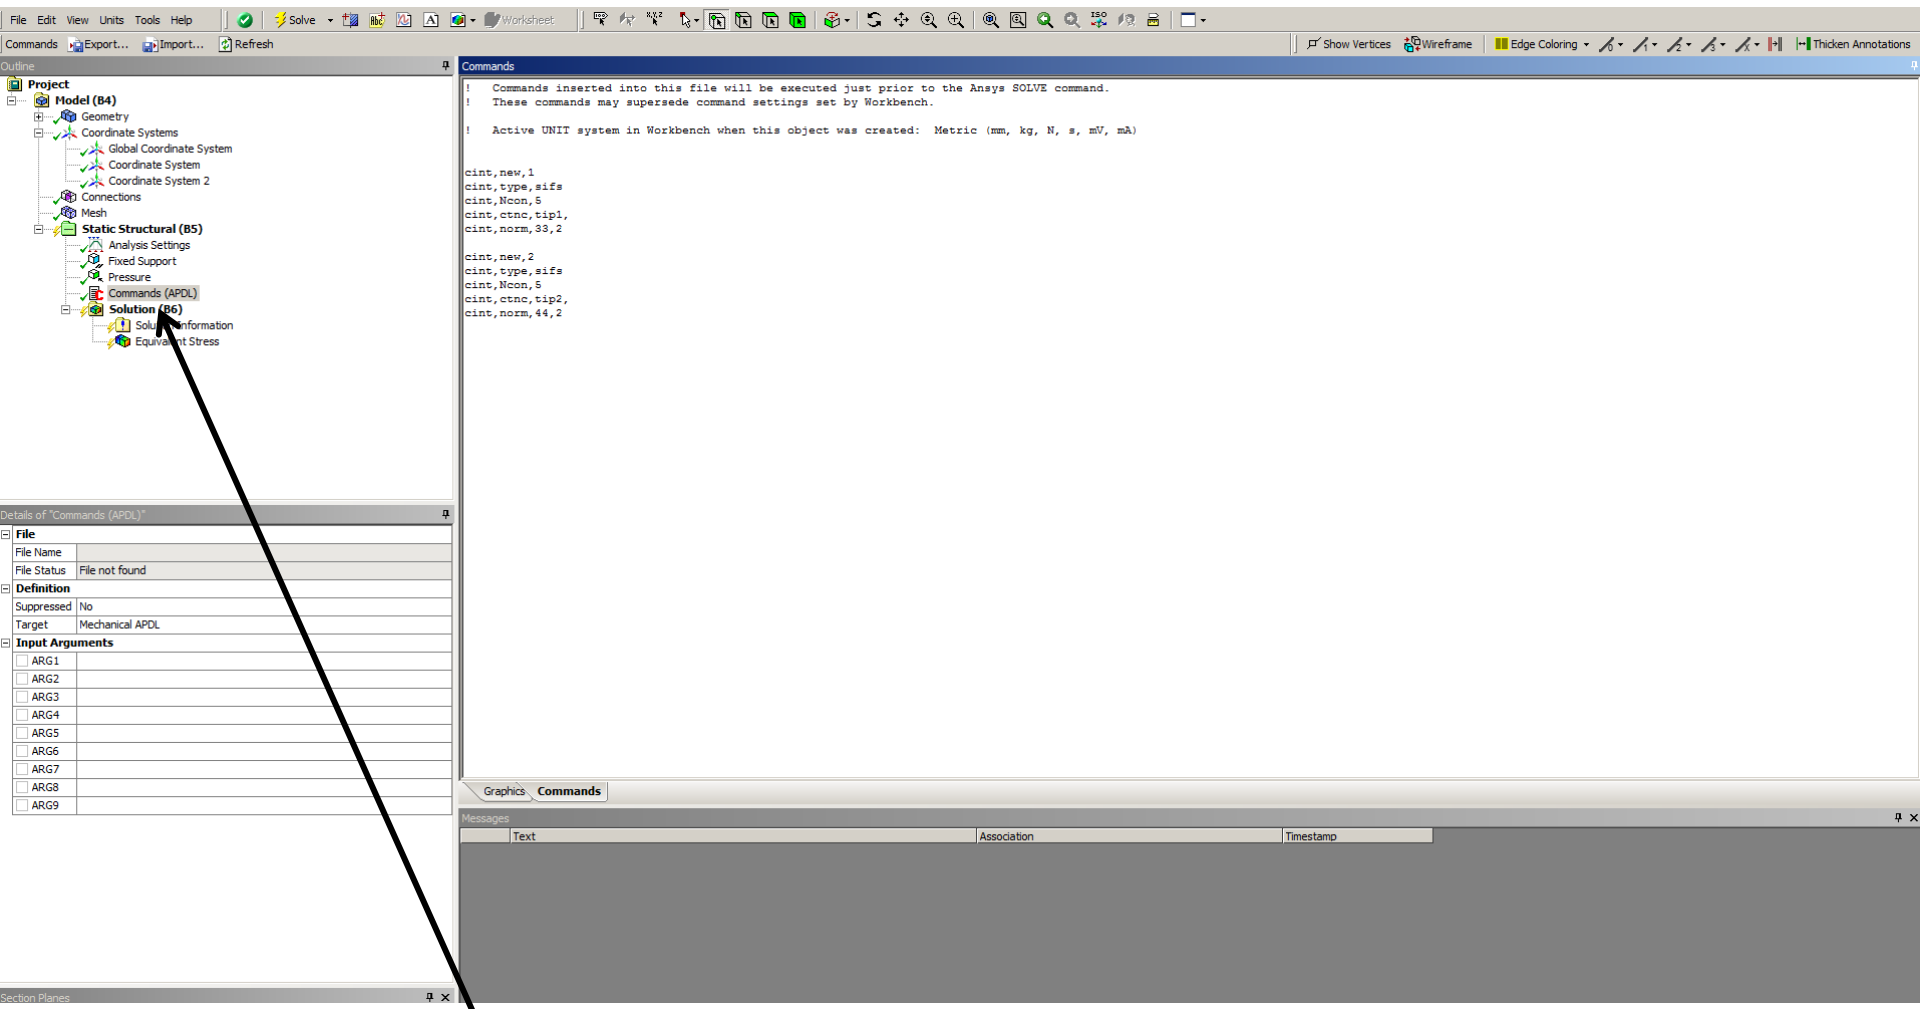 File Edit View Units Tools Help Solve Worksheet
Commands Export... Import... Refresh Show Vertices Wireframe Edge Coloring Thicken Annotations
Outline
Project
Model (B4)
Geometry
Coordinate Systems
Global Coordinate System
Coordinate System
Coordinate System 2
Connections
Mesh
Static Structural (B5)
Analysis Settings
Fixed Support
Pressure
Commands (APDL)
Solution (B6)
Information
Equivalent Stress
Details of "Commands (APDL)"
File
File Name
File Status File not found
Definition
Suppressed No
Target Mechanical APDL
Input Arguments
ARG1
ARG2
ARG3
ARG4
ARG5
ARG6
ARG7
ARG8
ARG9
Section Planes
Commands
! Commands inserted into this file will be executed just prior to the Ansys SOLVE command.
! These commands may supersede command settings set by Workbench.
! Active UNIT system in Workbench when this object was created: Metric (mm, kg, N, s, mV, mA)
cint,new,1
cint,type,sifs
cint,Ncon,5
cint,ctnc,tip1,
cint,norm,33,2
cint,new,2
cint,type,sifs
cint,Ncon,5
cint,ctnc,tip2,
cint,norm,44,2
Graphics Commands
Messages
Text Association Timestamp